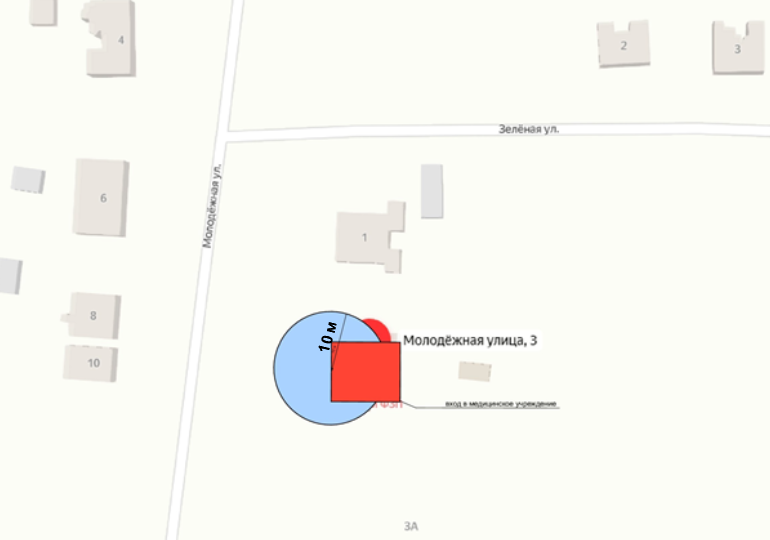 4
2
3
Зелёная ул.
Молодёжная ул.
6
1
8
10 м
Молодёжная улица, 3
10
ФЭП
вход в медицинское учреждение
3А